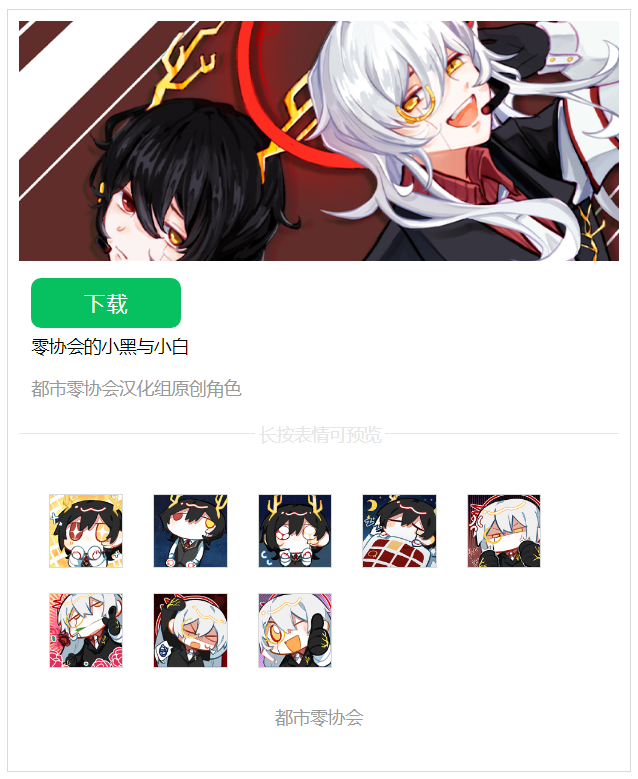 下载
零协会的小黑与小白
都市零协会汉化组原创角色
长按表情可预览
都市零协会